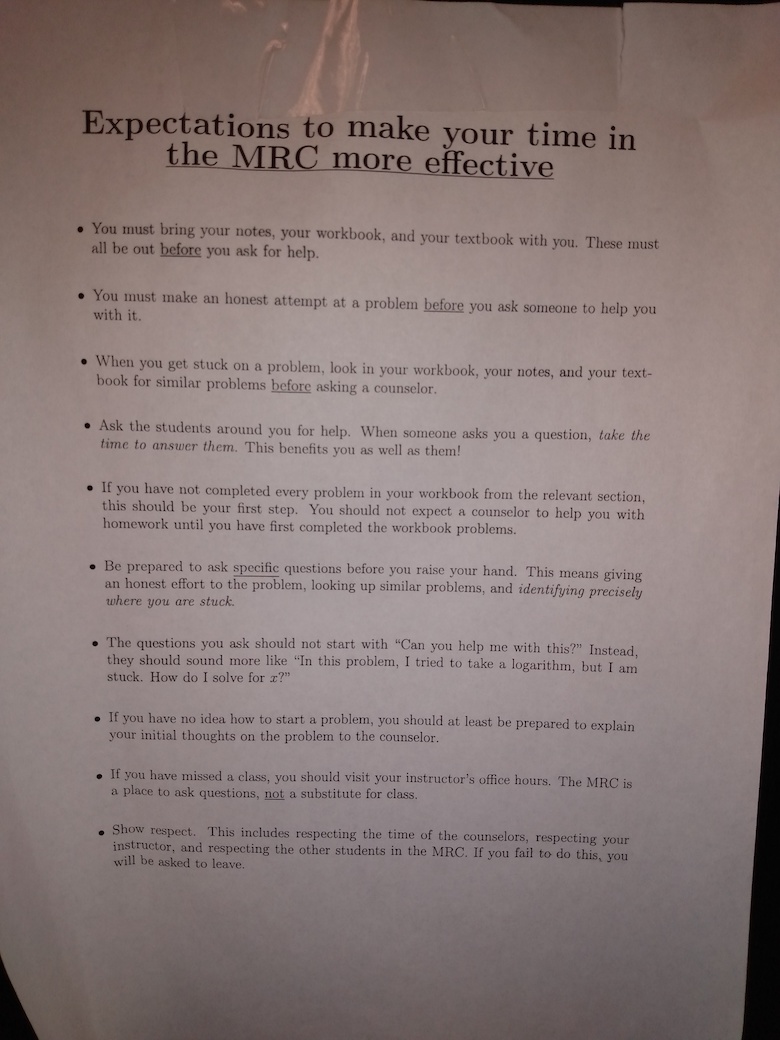 Expectations to make your time in
the MRC more effective
• You must bring your notes, your workbook, and your textbook with you. These must
all be out before you ask for help.
• You must make an honest attempt at a problem before you ask someone to help you
with it.
• When you get stuck on a problem, look in your workbook, your notes, and your text-
book for similar problems before asking a counselor.
• Ask the students around you for help. When someone asks you a question, take the
time to answer them. This benefits you as well as them!
• If you have not completed every problem in your workbook from the relevant section,
this should be your first step. You should not expect a counselor to help you with
homework until you have first completed the workbook problems.
• Be prepared to ask specific questions before you raise your hand. This means giving
an honest effort to the problem, looking up similar problems, and identifying precisely
where you are stuck.
• The questions you ask should not start with “Can you help me with this?” Instead,
they should sound more like “In this problem, I tried to take a logarithm, but I am
stuck. How do I solve for x?”
• If you have no idea how to start a problem, you should at least be prepared to explain
your initial thoughts on the problem to the counselor.
• If you have missed a class, you should visit your instructor’s office hours. The MRC is
a place to ask questions, not a substitute for class.
• Show respect. This includes respecting the time of the counselors, respecting your
instructor, and respecting the other students in the MRC. If you fail to do this, you
will be asked to leave.